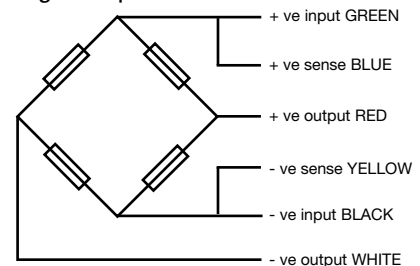 + ve input GREEN
+ ve sense BLUE
+ ve output RED
- ve sense YELLOW
- ve input BLACK
- ve output WHITE